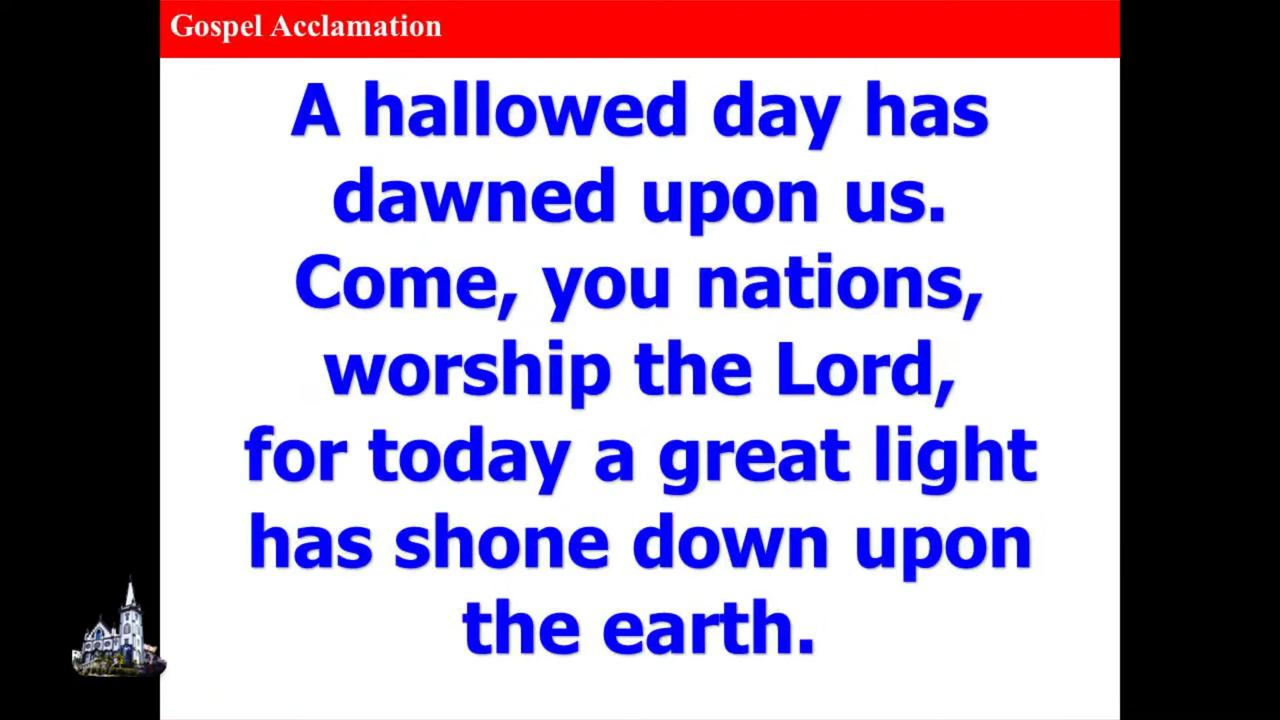 Gospel Acclamation
A hallowed day has
dawned upon us.
Come, you nations,
worship the Lord,
for today a great light
has shone down upon
the earth.